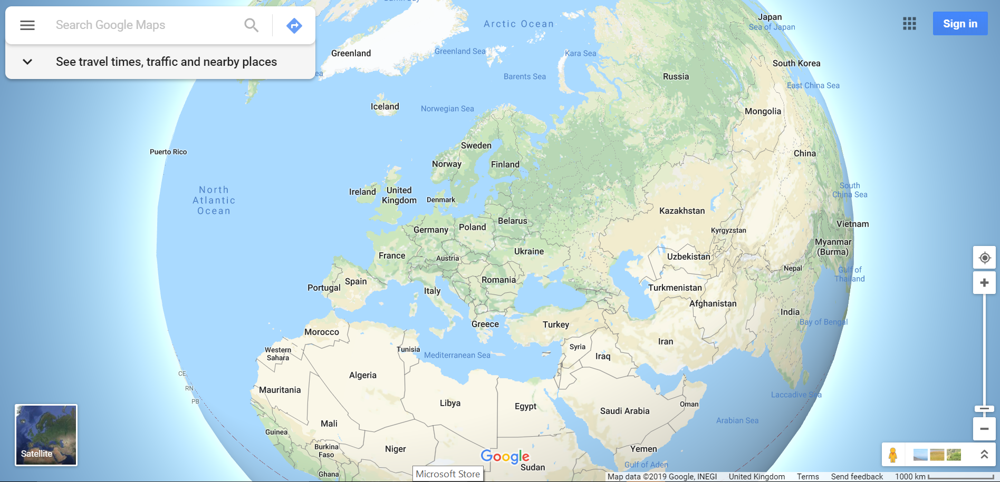 Baffin Bay
Search Google Maps
Arctic Ocean
Japan
Sea of Japan
Sign in
See travel times, traffic and nearby places
Greenland
Greenland Sea
Kara Sea
South Korea
Barents Sea
Russia
East China Sea
ea
Iceland
Norwegian Sea
Mongolia
Puerto Rico
Sweden
China
Norway
Finland
North
Atlantic
Ocean
Ireland
United
Kingdom
Denmark
South
China Sea
Kazakhstan
Belarus
Vietnam
Germany
Poland
Kyrgyzstan
Myanmar
(Burma)
France
Austria
Ukraine
Uzbekistan
Nepal
Gulf of
Thailand
Portugal
Spain
Italy
Romania
Turkmenistan
Afghanistan
India
Bay of Bengal
Greece
Turkey
Morocco
Iran
Western
Sahara
Tunisia
Mediterranean Sea
Syria
Iraq
CE
RN
PB
Algeria
Mauritania
Laccadive Sea
Libya
Egypt
Saudi Arabia
Oman
Arabian Sea
Mali
Guinea
Burkina
Faso
Niger
Google
Sudan
Yemen
Gulf of Aden
Satellite
Ghana
Microsoft Store
Map data ©2019 Google, INEGI United Kingdom Terms Send feedback 1000 km